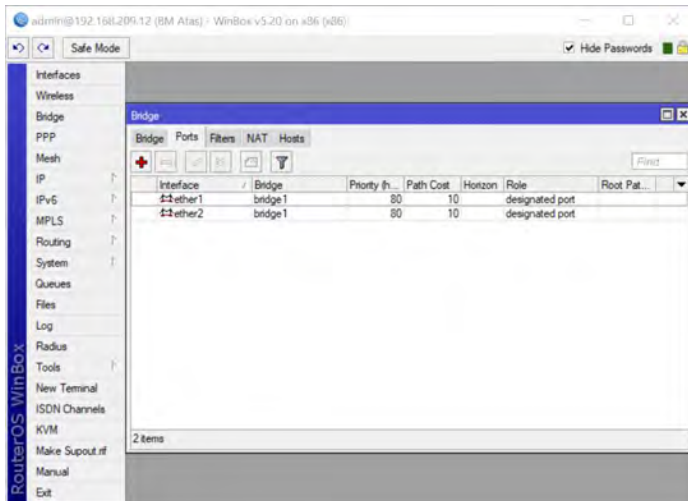 admin@192.168.209.12 (BM Atas) - WinBox v5.20 on x86 (x86)
Safe Mode
Hide Passwords
Interfaces
Wireless
Bridge
PPP
Mesh
IP
IPv6
MPLS
Routing
System
Queues
Files
Log
Radius
Tools
New Terminal
ISDN Channels
KVM
Make Supout.rif
Manual
Exit
RouterOS WinBox
Bridge
Bridge Ports Filters NAT Hosts
Find
Interface / Bridge Priority (h... Path Cost Horizon Role Root Pat...
ether1 bridge1 80 10 designated port
ether2 bridge1 80 10 designated port
2 items